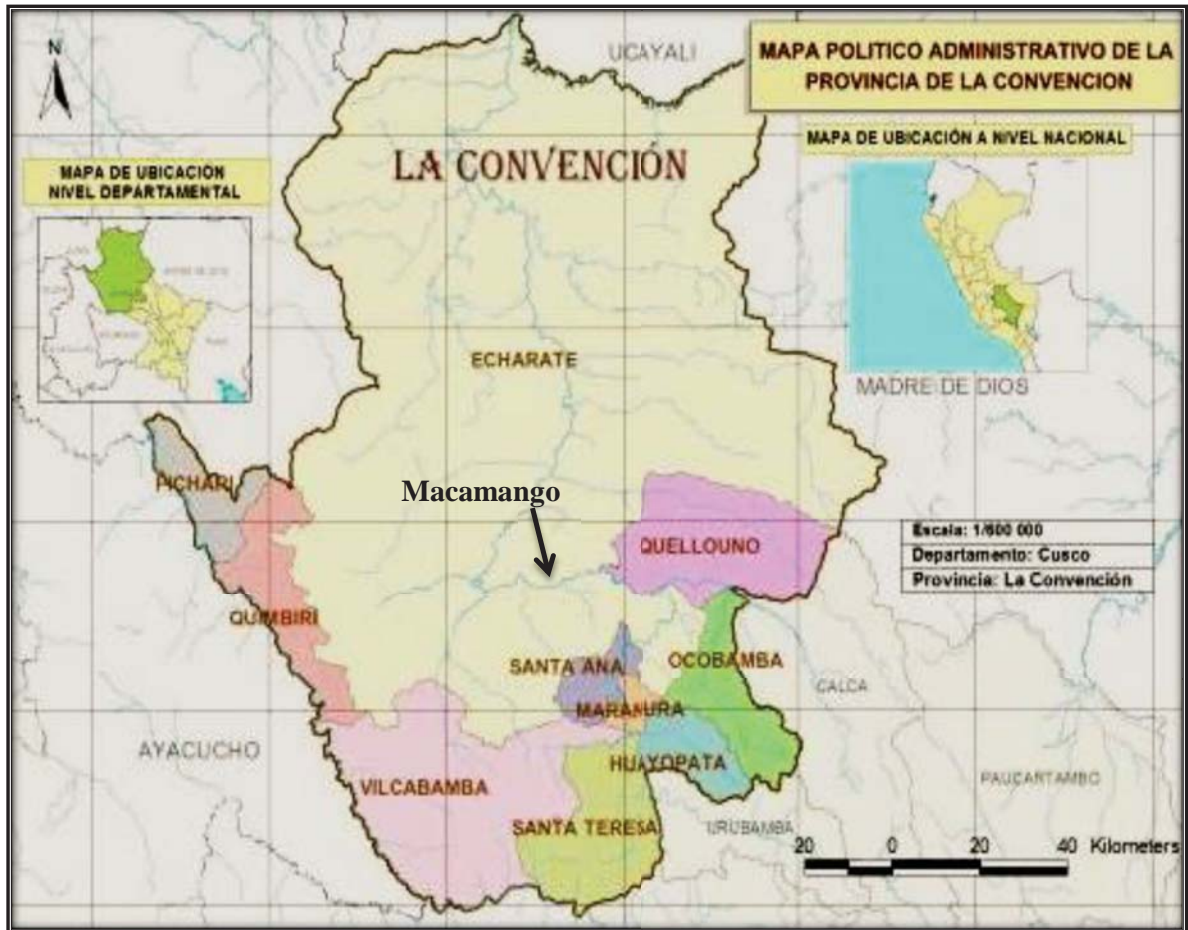 N
UCAYALI
MAPA POLITICO ADMINISTRATIVO DE LA
PROVINCIA DE LA CONVENCION
MAPA DE UBICACIÓN A NIVEL NACIONAL
LA CONVENCIÓN
MAPA DE UBICACIÓN
NIVEL DEPARTAMENTAL
ECHARATE
MADRE DE DIOS
PICHARI
Macamango
QUELLOUNO
Escala: 1/600 000
Departamento: Cusco
Provincia: La Convención
QUIMBIRI
SANTA ANA
OCOBAMBA
CALCA
MARANURA
AYACUCHO
HUAYOPATA
PAUCARTAMBO
VILCABAMBA
SANTA TERESA
URUBAMBA
20 0 20 40 Kilometers